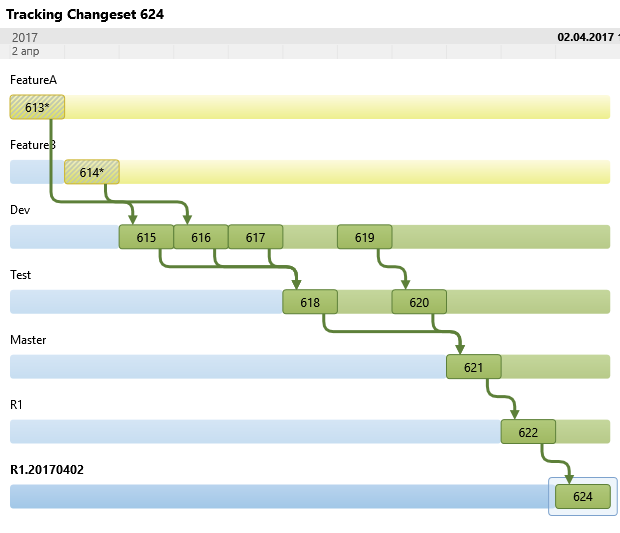 Tracking Changeset 624
2017
02.04.2017 1
2 апр
FeatureA
613*
FeatureB
614*
Dev
615 616 617 619
Test
618 620
Master
621
R1
622
R1.20170402
624